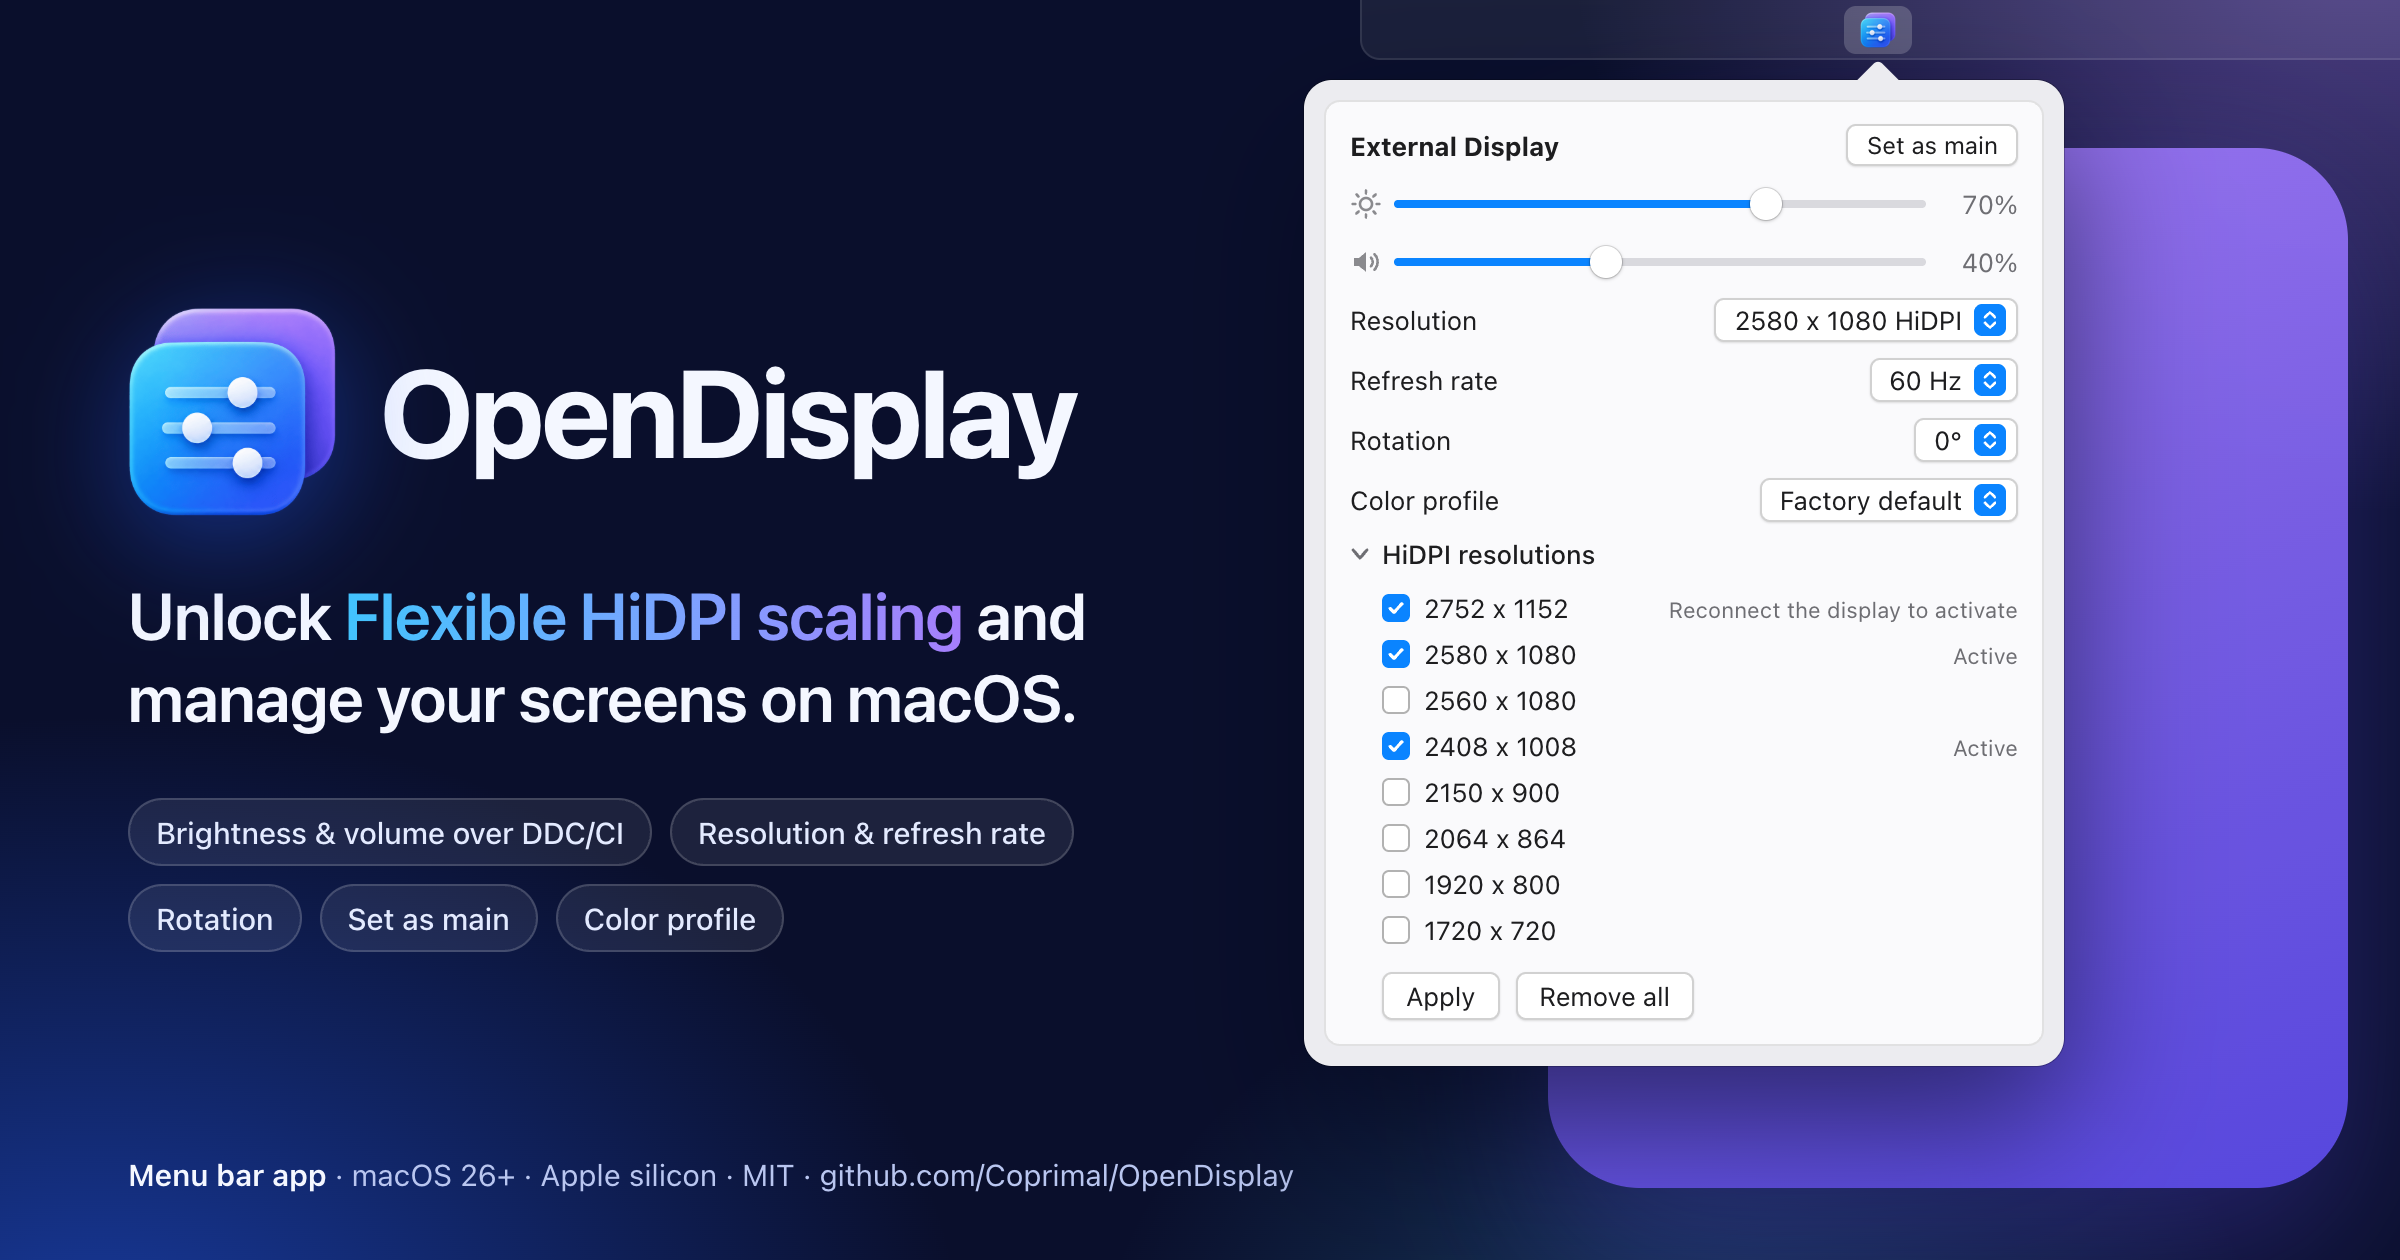 OpenDisplay
Unlock Flexible HiDPI scaling and
manage your screens on macOS.
Brightness & volume over DDC/CI
Resolution & refresh rate
Rotation
Set as main
Color profile
Menu bar app · macOS 26+ · Apple silicon · MIT · github.com/Coprimal/OpenDisplay
External Display
Set as main
70%
40%
Resolution
2580 x 1080 HiDPI
Refresh rate
60 Hz
Rotation
0°
Color profile
Factory default
HiDPI resolutions
2752 x 1152
Reconnect the display to activate
2580 x 1080
Active
2560 x 1080
2408 x 1008
Active
2150 x 900
2064 x 864
1920 x 800
1720 x 720
Apply
Remove all